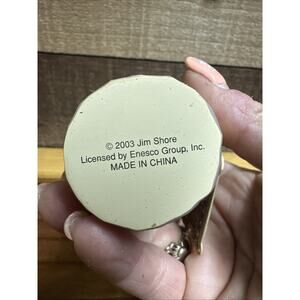 © 2003 Jim Shore
Licensed by Enesco Group, Inc.
MADE IN CHINA